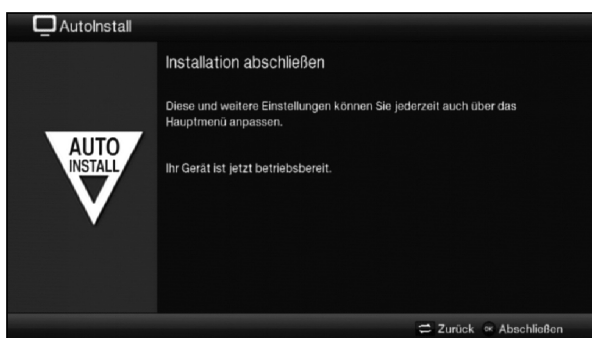 AutoInstall
Installation abschließen
Diese und weitere Einstellungen können Sie jederzeit auch über das
Hauptmenü anpassen.
AUTO
INSTALL
Ihr Gerät ist jetzt betriebsbereit.
Zurück OK Abschließen